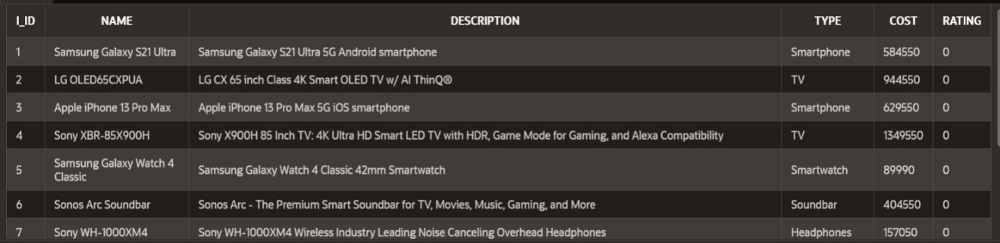 I_ID NAME DESCRIPTION TYPE COST RATING
1 Samsung Galaxy S21 Ultra Samsung Galaxy S21 Ultra 5G Android smartphone Smartphone 584550 0
2 LG OLED65CXPUA LG CX 65 inch Class 4K Smart OLED TV w/ AI ThinQ® TV 944550 0
3 Apple iPhone 13 Pro Max Apple iPhone 13 Pro Max 5G iOS smartphone Smartphone 629550 0
4 Sony XBR-85X900H Sony X900H 85 Inch TV: 4K Ultra HD Smart LED TV with HDR, Game Mode for Gaming, and Alexa Compatibility TV 1349550 0
5 Samsung Galaxy Watch 4
Classic Samsung Galaxy Watch 4 Classic 42mm Smartwatch Smartwatch 89990 0
6 Sonos Arc Soundbar Sonos Arc - The Premium Smart Soundbar for TV, Movies, Music, Gaming, and More Soundbar 404550 0
7 Sony WH-1000XM4 Sony WH-1000XM4 Wireless Industry Leading Noise Canceling Overhead Headphones Headphones 157050 0